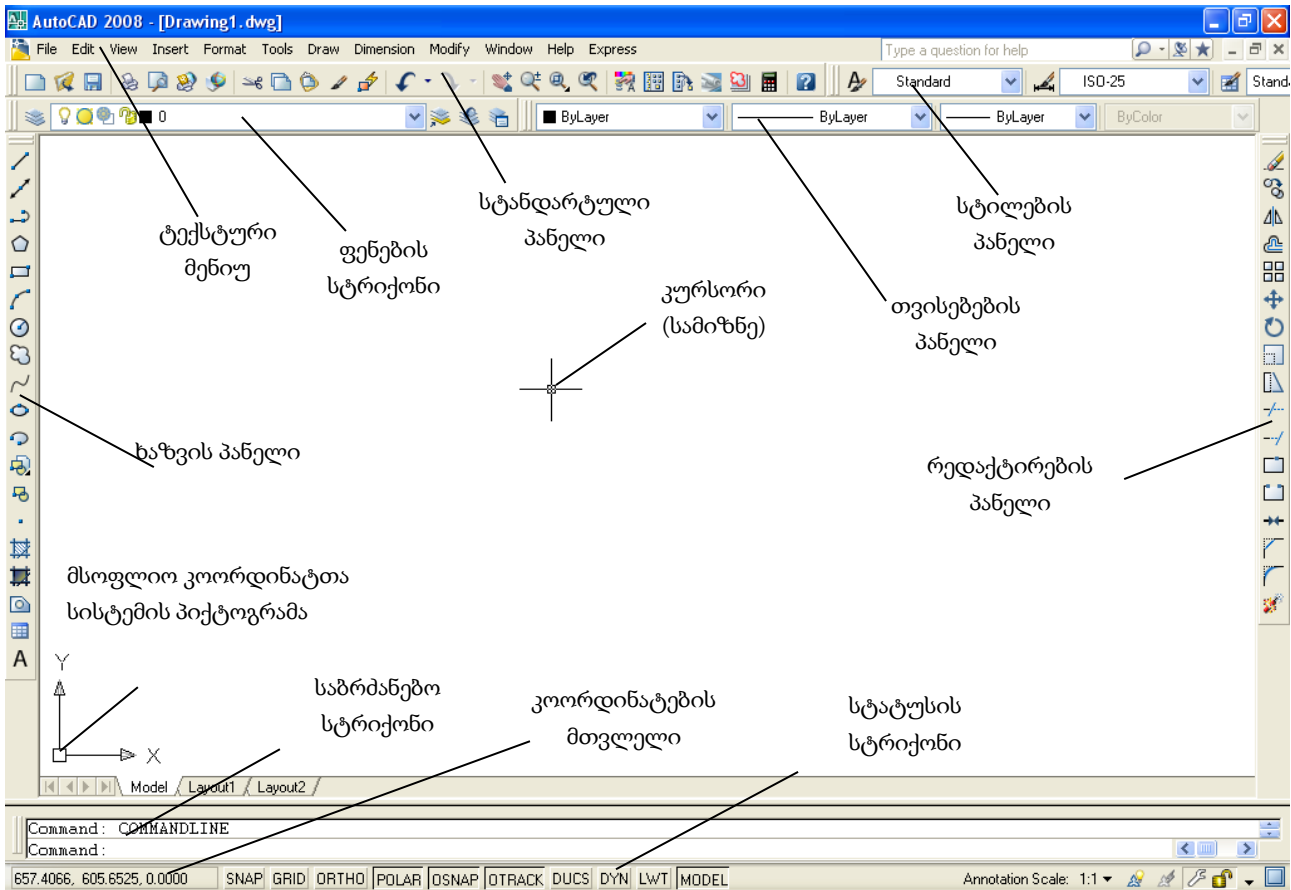 AutoCAD 2008 - [Drawing1.dwg]
File Edit View Insert Format Tools Draw Dimension Modify Window Help Express Type a question for help
Standard ISO-25 Stand
0 ByLayer ByLayer ByLayer ByColor
ტექსტური
მენიუ
ფენების
სტრიქონი
სტანდარტული
პანელი
სტილების
პანელი
კურსორი
(სამიზნე)
თვისებების
პანელი
ხაზვის პანელი
რედაქტირების
პანელი
მსოფლიო კოორდინატთა
სისტემის პიქტოგრამა
A
Y
X
საბრძანებო
სტრიქონი
კოორდინატების
მთვლელი
სტატუსის
სტრიქონი
Model Layout1 Layout2
Command: COMMANDLINE
Command:
657.4066, 605.6525, 0.0000 SNAP GRID ORTHO POLAR OSNAP OTRACK DUCS DYN LWT MODEL Annotation Scale: 1:1